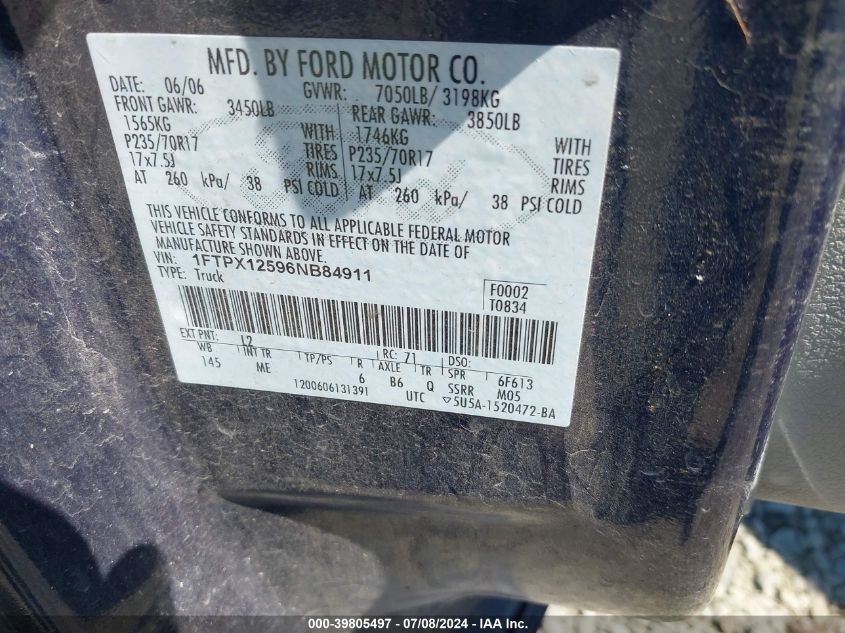 MFD. BY FORD MOTOR CO.
DATE: 06/06 GVWR: 7050LB/ 3198KG
FRONT GAWR: 3450LB REAR GAWR: 3850LB
1565KG WITH 1746KG WITH
P235/70R17 TIRES P235/70R17 TIRES
17x7.5J RIMS 17x7.5J RIMS
AT 260 kPa/ 38 PSI COLD AT 260 kPa/ 38 PSI COLD
THIS VEHICLE CONFORMS TO ALL APPLICABLE FEDERAL MOTOR
VEHICLE SAFETY STANDARDS IN EFFECT ON THE DATE OF
MANUFACTURE SHOWN ABOVE.
VIN: 1FTPX12596NB84911
TYPE: Truck
F0002
T0834
EXT PNT: L2 RC: 71 DSO:
WB INT TR TP/PS R AXLE TR SPR 6F613
145 ME 6 B6 Q SSRR M05
1200606131391 UTC ▽5U5A-1520472-BA
000-39805497 - 07/08/2024 - IAAI.com